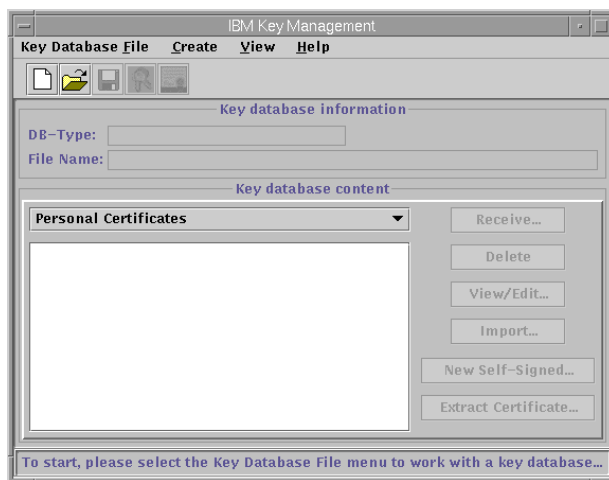 IBM Key Management
Key Database File Create View Help
Key database information
DB-Type:
File Name:
Key database content
Personal Certificates
Receive...
Delete
View/Edit...
Import...
New Self-Signed...
Extract Certificate...
To start, please select the Key Database File menu to work with a key database...